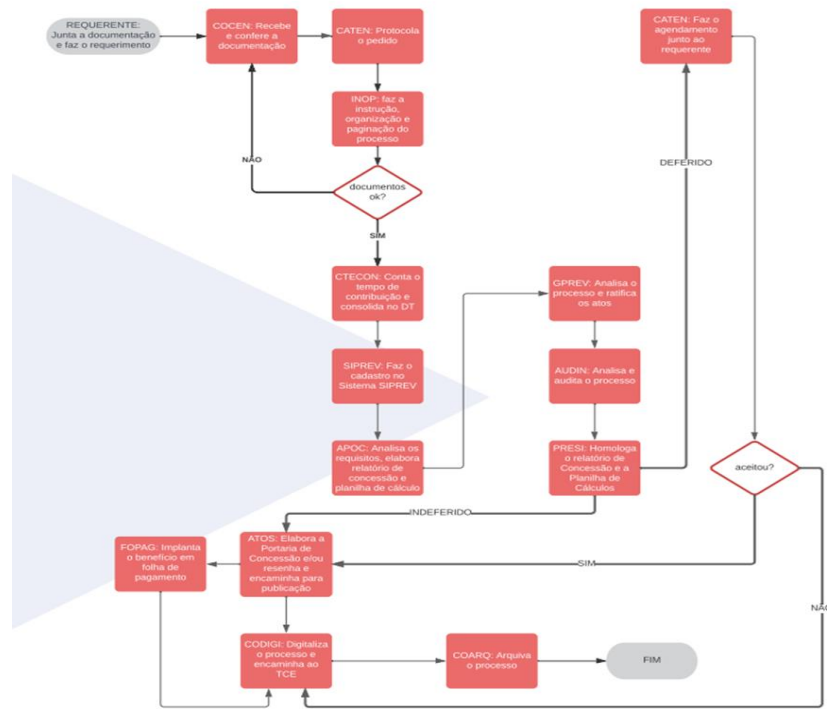 REQUERENTE:
Junta a documentação
e faz o requerimento
COCEN: Recebe
e confere a
documentação
CATEN: Protocola
o pedido
CATEN: Faz o
agendamento
junto ao
requerente
INOP: faz a
instrução,
organização e
paginação do
processo
NÃO
documentos
ok?
DEFERIDO
SIM
CTECON: Conta o
tempo de
contribuição e
consolida no DT
GPREV: Analisa o
processo e ratifica
os atos
SIPREV: Faz o
cadastro no
Sistema SIPREV
AUDIN: Analisa e
audita o processo
APOC: Analisa os
requisitos, elabora
relatório de
concessão e
planilha de cálculo
PRESI: Homologa
o relatório de
Concessão e a
Planilha de
Cálculos
aceitou?
INDEFERIDO
FOPAG: Implanta
o benefício em
folha de
pagamento
ATOS: Elabora a
Portaria de
Concessão e/ou
resenha e
encaminha para
publicação
SIM
NÃO
CODIGI: Digitaliza
o processo e
encaminha ao
TCE
COARQ: Arquiva
o processo
FIM